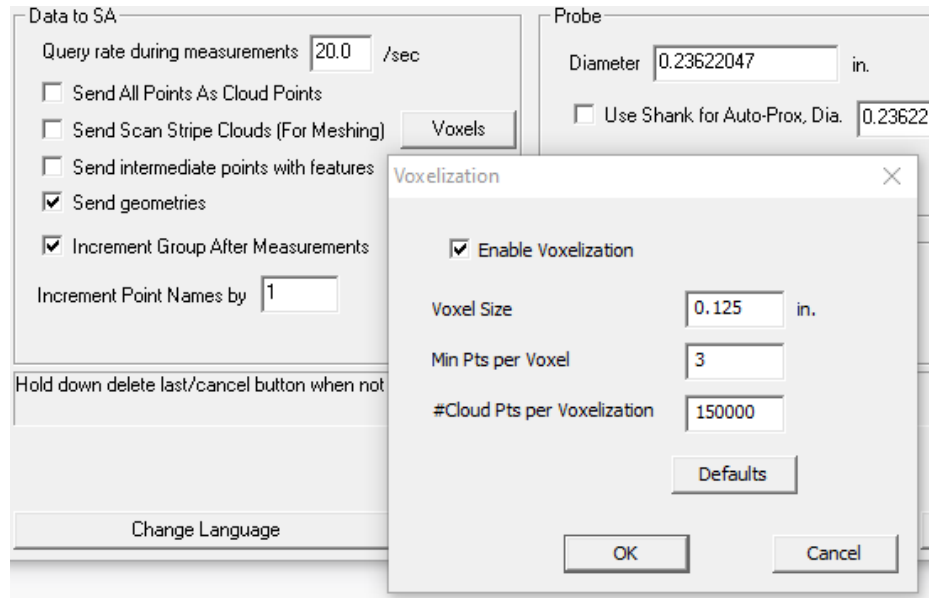 Data to SA
Query rate during measurements 20.0 /sec
Send All Points As Cloud Points
Send Scan Stripe Clouds (For Meshing) Voxels
Send intermediate points with features
Send geometries
Increment Group After Measurements
Increment Point Names by 1
Hold down delete last/cancel button when not
Change Language
Probe
Diameter 0.23622047 in.
Use Shank for Auto-Prox, Dia. 0.23622
Voxelization
Enable Voxelization
Voxel Size 0.125 in.
Min Pts per Voxel 3
#Cloud Pts per Voxelization 150000
Defaults
OK Cancel